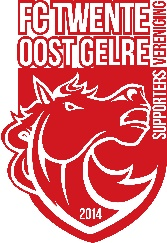 FC TWENTE
OOST GELRE
SUPPORTERS VERENIGING
2014